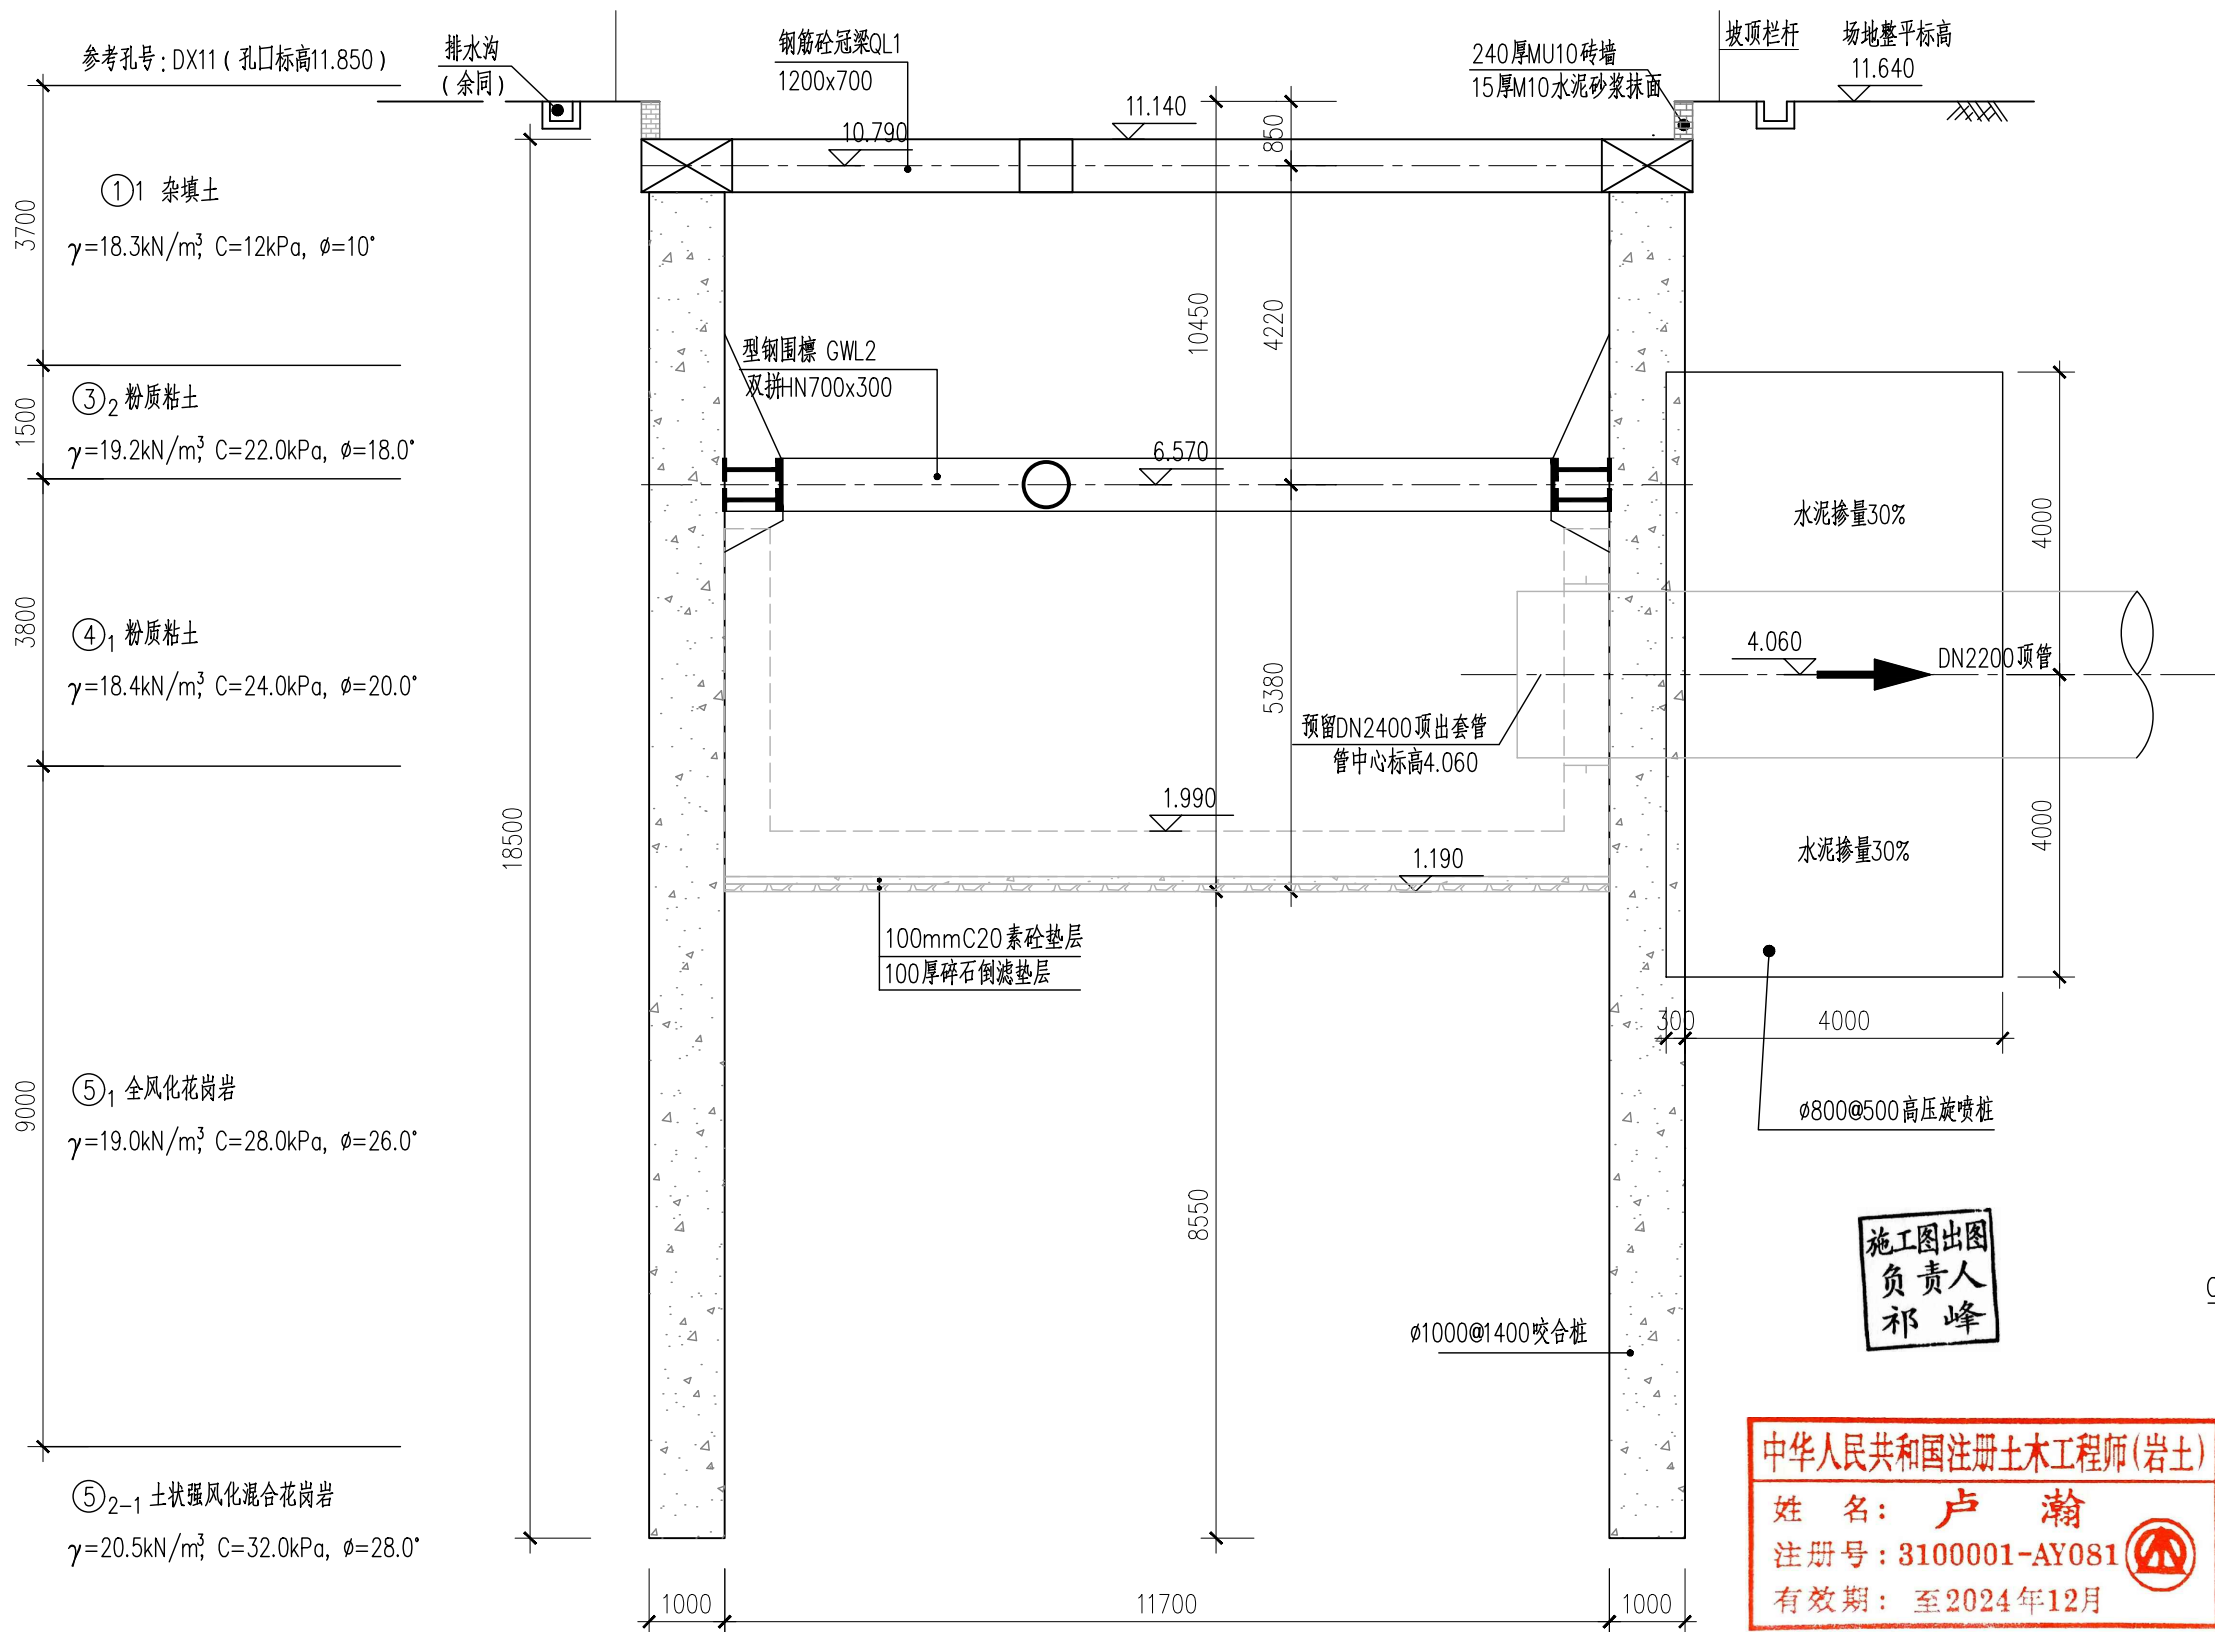 参考孔号：DX11（孔口标高11.850）
排水沟
（余同）
钢筋砼冠梁QL1
1200x700
240厚MU10砖墙
15厚M10水泥砂浆抹面
坡顶栏杆
场地整平标高
11.640
11.140
10.790
850
①1 杂填土
γ=18.3kN/m³, C=12kPa, ø=10°
3700
③2 粉质粘土
γ=19.2kN/m³, C=22.0kPa, ø=18.0°
1500
④1 粉质粘土
γ=18.4kN/m³, C=24.0kPa, ø=20.0°
3800
⑤1 全风化花岗岩
γ=19.0kN/m³, C=28.0kPa, ø=26.0°
9000
⑤2-1 土状强风化混合花岗岩
γ=20.5kN/m³, C=32.0kPa, ø=28.0°
18500
型钢围檩 GWL2
双拼HN700x300
10450
4220
6.570
5380
水泥掺量30%
4000
4.060
DN2200顶管
预留DN2400顶出套管
管中心标高4.060
1.990
1.190
水泥掺量30%
4000
100mmC20素砼垫层
100厚碎石倒滤垫层
300
4000
ø800@500高压旋喷桩
8550
ø1000@1400咬合桩
1000
11700
1000
施工图出图
负责人
祁峰
中华人民共和国注册土木工程师(岩土)
姓 名：卢 瀚
注册号：3100001-AY081
有效期：至2024年12月